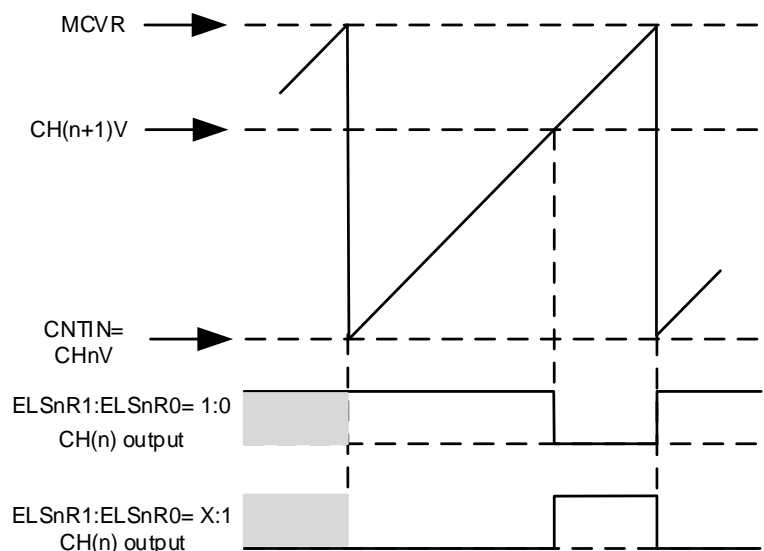 MCVR
CH(n+1)V
CNTIN=
CHnV
ELSnR1:ELSnR0= 1:0
CH(n) output
ELSnR1:ELSnR0= X:1
CH(n) output